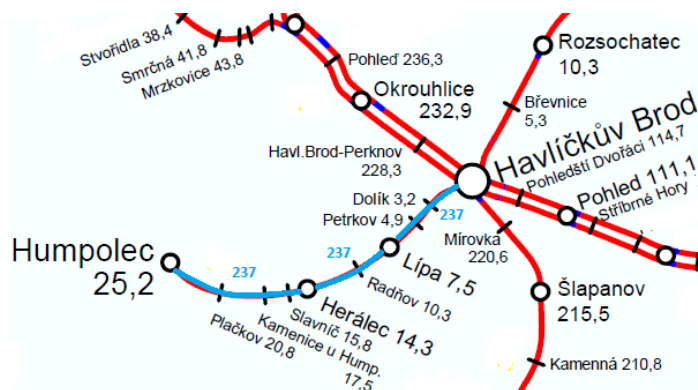 Stvořidla 38,4
Smrčná 41,8
Mrzkovice 43,8
Pohleď 236,3
Okrouhlice
232,9
Havl.Brod-Perknov
228,3
Rozsochatec
10,3
Břevnice
5,3
Havlíčkův Brod
Pohledští Dvořáci 114,7
Pohled 111,1
Stříbrné Hory
Dolík 3,2
237
Petrkov 4,9
Mírovka
220,6
Humpolec
25,2
237
237
Lípa 7,5
Radňov 10,3
Herálec 14,3
Slavníč 15,8
Kamenice u Hump.
17,5
Plačkov 20,8
Šlapanov
215,5
Kamenná 210,8